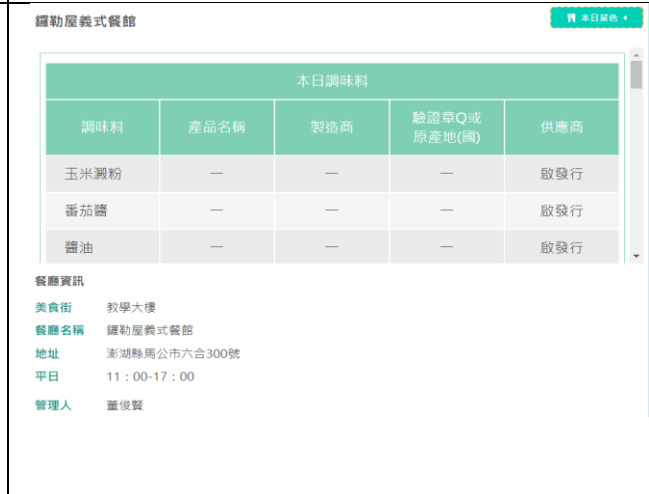 鑼勒屋義式餐館
本日菜色
本日調味料
調味料 產品名稱 製造商 驗證章Q或原產地(國) 供應商
玉米澱粉 — — — 啟發行
番茄醬 — — — 啟發行
醬油 — — — 啟發行
餐廳資訊
美食街 教學大樓
餐廳名稱 鑼勒屋義式餐館
地址 澎湖縣馬公市六合300號
平日 11：00-17：00
管理人 董俊賢